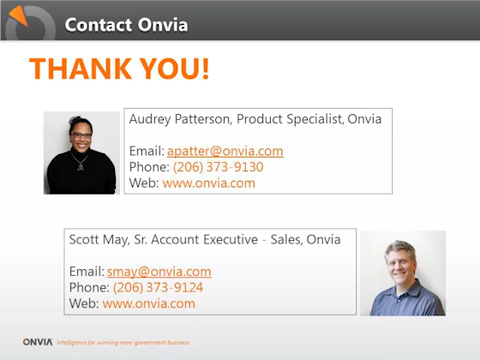 Contact Onvia
THANK YOU!
Audrey Patterson, Product Specialist, Onvia
Email: apatter@onvia.com
Phone: (206) 373-9130
Web: www.onvia.com
Scott May, Sr. Account Executive - Sales, Onvia
Email: smay@onvia.com
Phone: (206) 373-9124
Web: www.onvia.com
ONVIA Intelligence for winning more government business